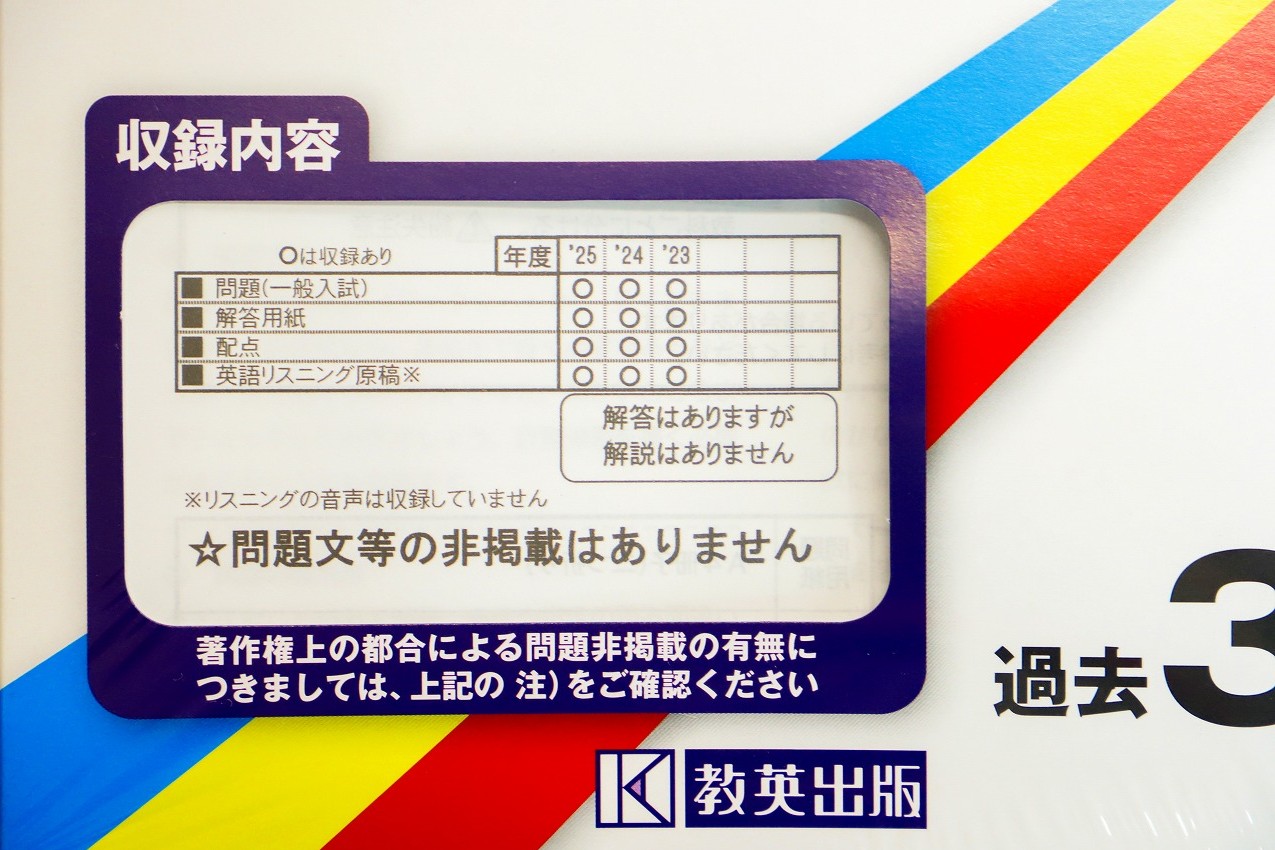 収録内容
○は収録あり 年度 '25 '24 '23
■ 問題(一般入試) ○ ○ ○
■ 解答用紙 ○ ○ ○
■ 配点 ○ ○ ○
■ 英語リスニング原稿※ ○ ○ ○
解答はありますが
解説はありません
※リスニングの音声は収録していません
☆問題文等の非掲載はありません
著作権上の都合による問題非掲載の有無に
つきましては、上記の 注)をご確認ください
過去3
教英出版